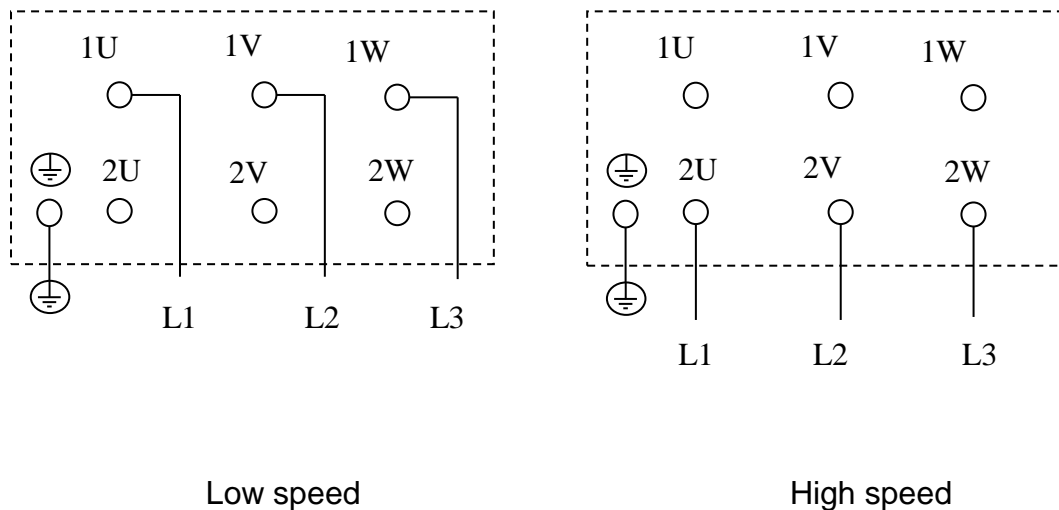 1U 1V 1W
2U 2V 2W
L1 L2 L3
1U 1V 1W
2U 2V 2W
L1 L2 L3
Low speed
High speed